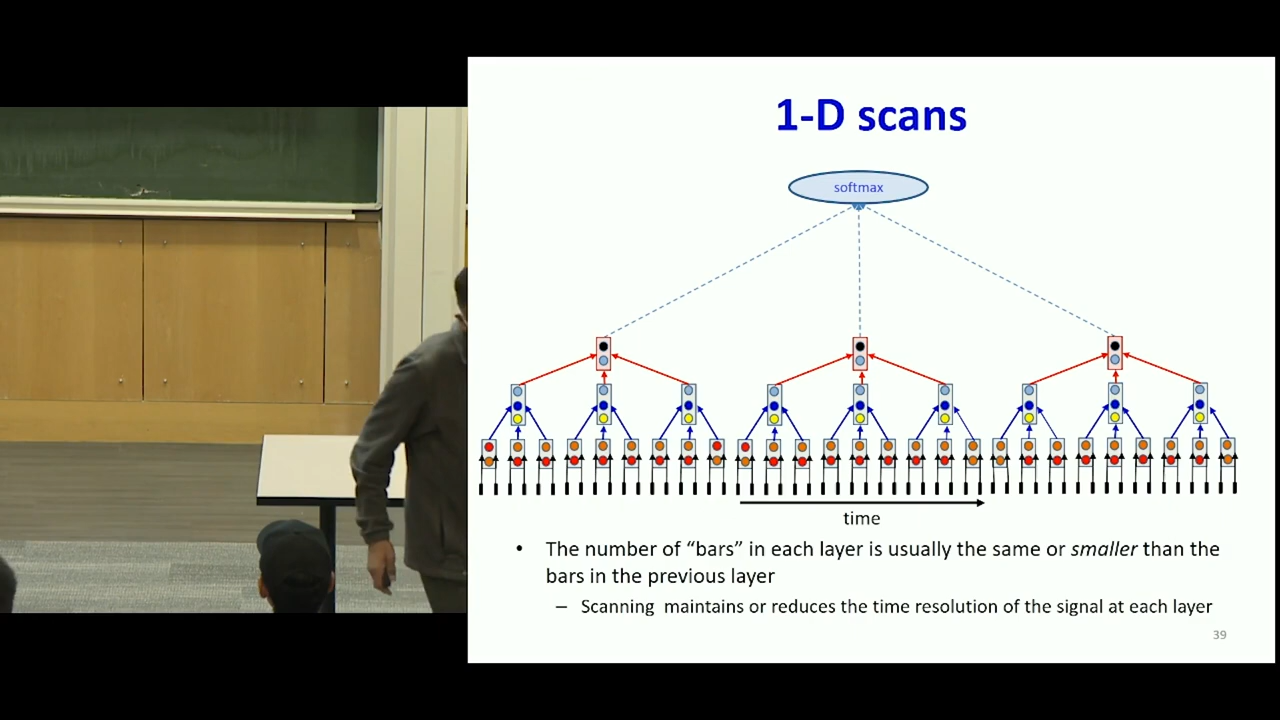 1-D scans
softmax
time
• The number of “bars” in each layer is usually the same or smaller than the
bars in the previous layer
– Scanning maintains or reduces the time resolution of the signal at each layer
39